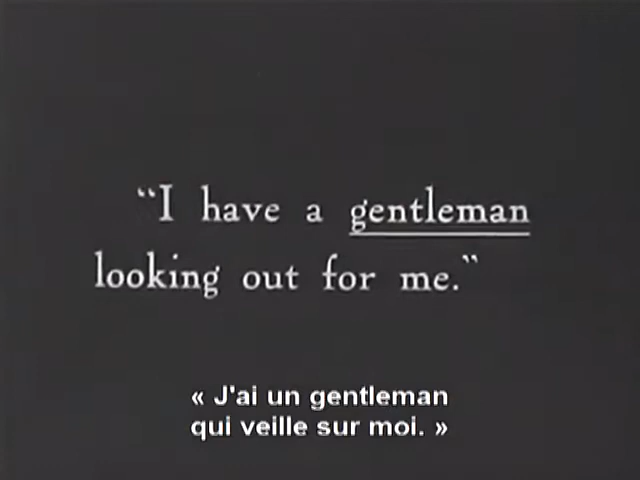 “I have a gentleman
looking out for me.”
« J'ai un gentleman
qui veille sur moi. »